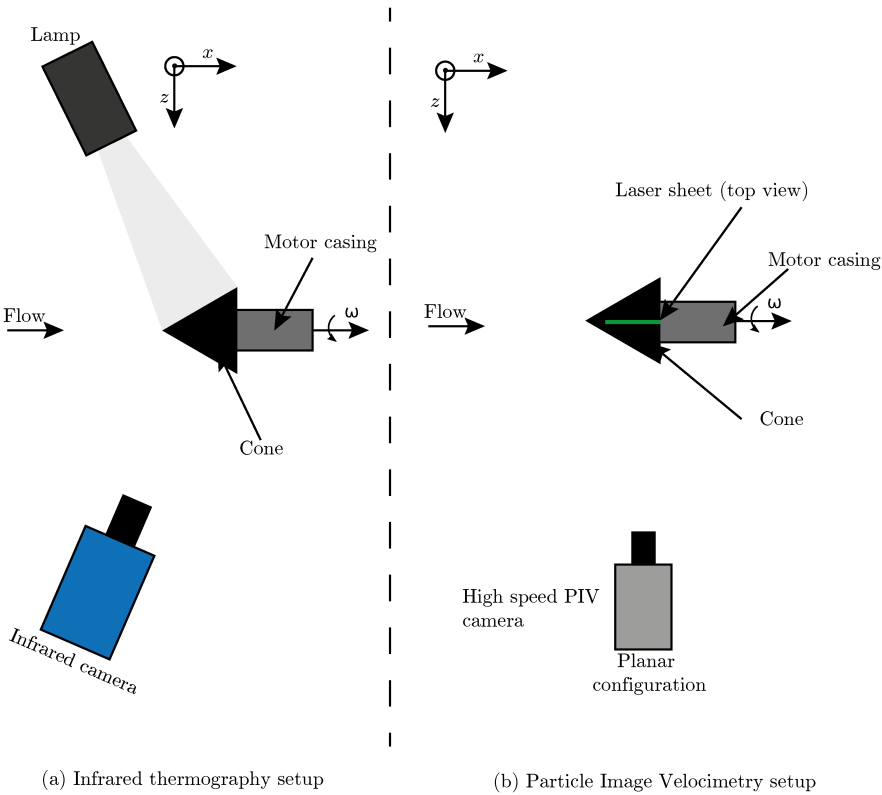 Lamp
x
z
Motor casing
Flow
ω
Cone
Infrared camera
(a) Infrared thermography setup
x
z
Laser sheet (top view)
Motor casing
Flow
ω
Cone
High speed PIV
camera
Planar
configuration
(b) Particle Image Velocimetry setup